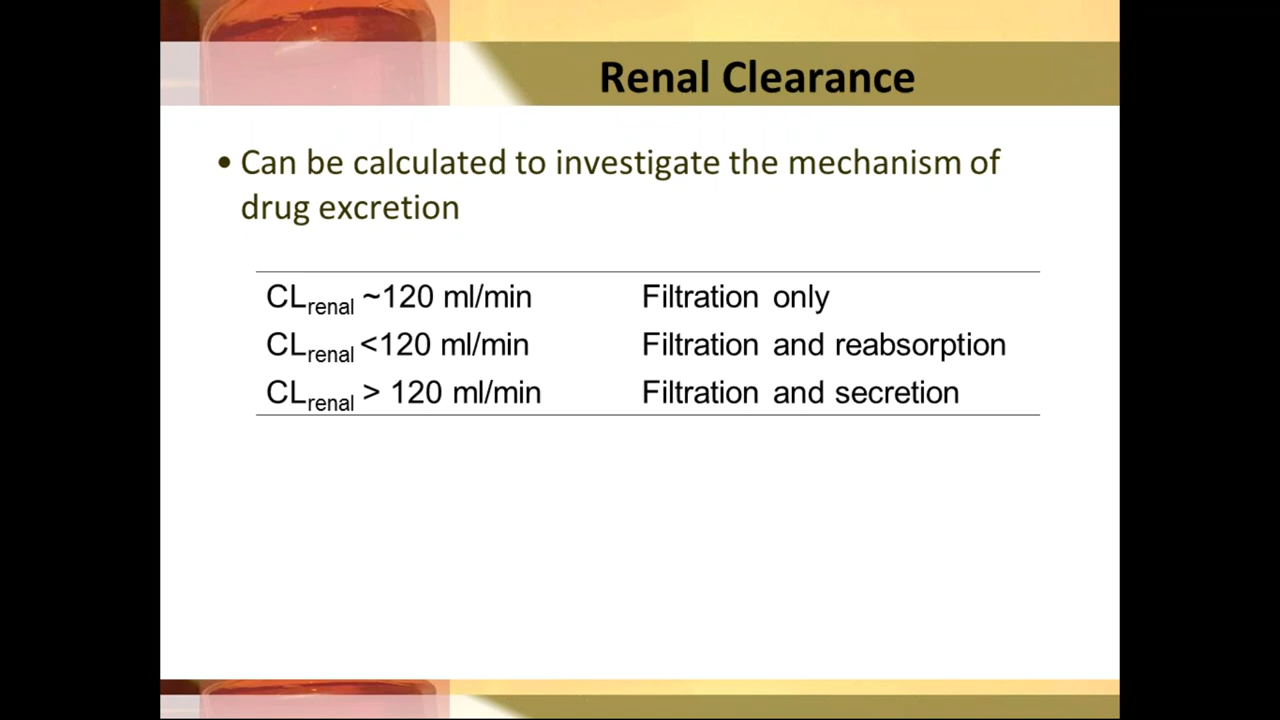 Renal Clearance
• Can be calculated to investigate the mechanism of
drug excretion
CLrenal ~120 ml/min Filtration only
CLrenal <120 ml/min Filtration and reabsorption
CLrenal > 120 ml/min Filtration and secretion